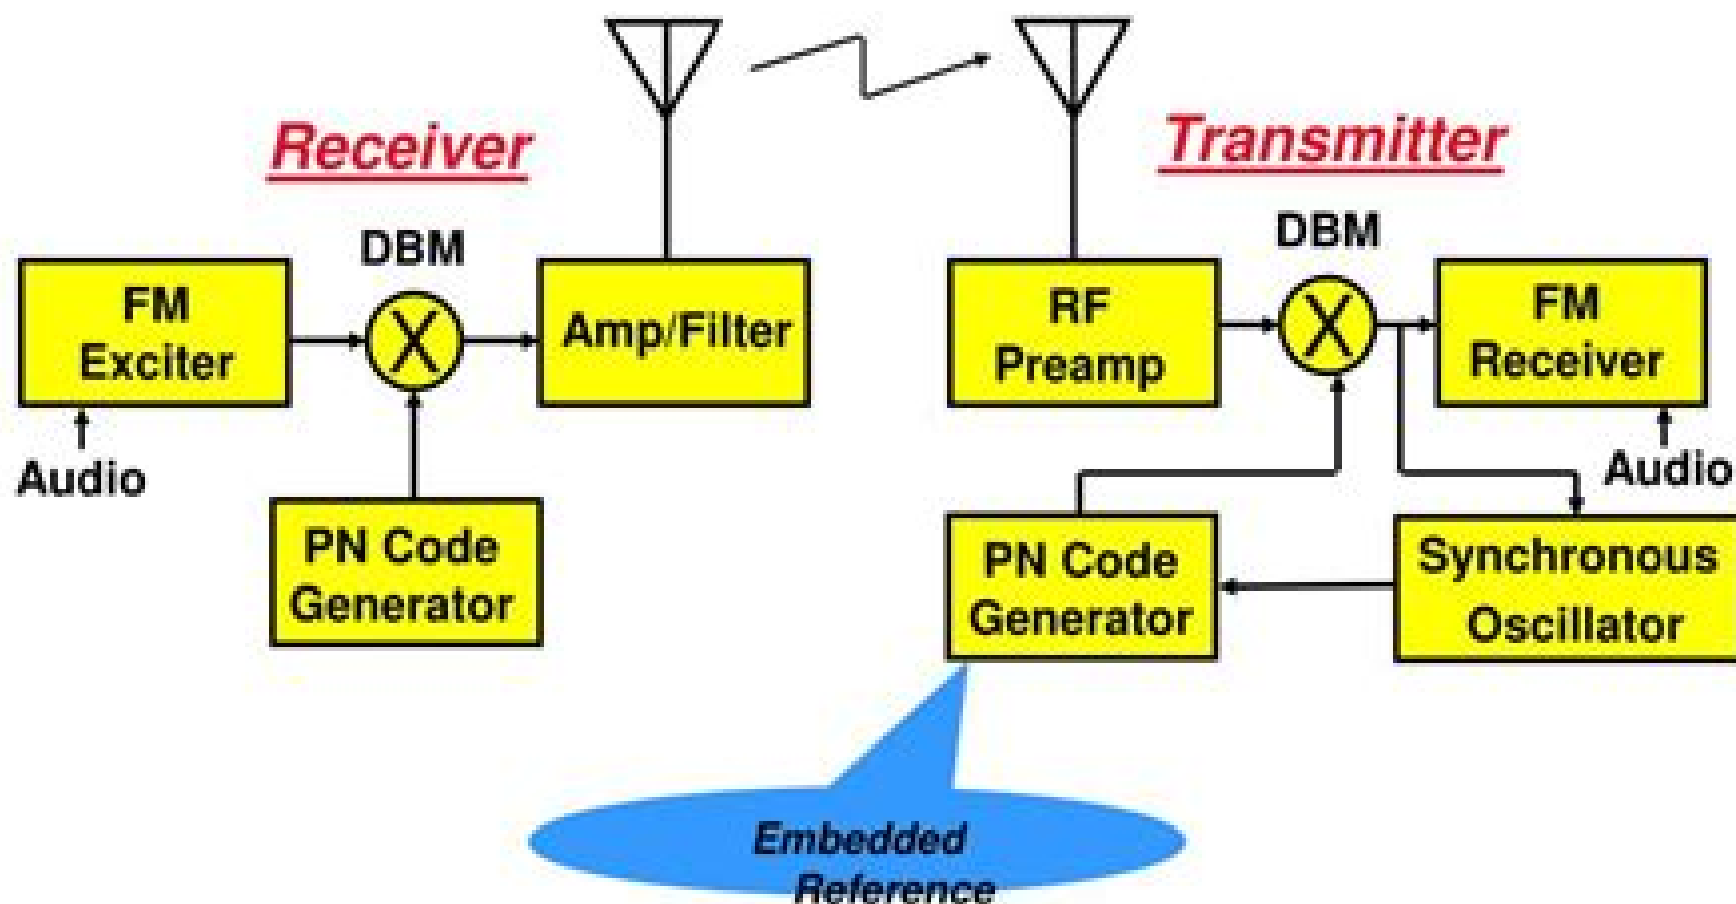 Receiver
Transmitter
DBM
DBM
FM
Exciter
Amp/Filter
RF
Preamp
FM
Receiver
Audio
Audio
PN Code
Generator
PN Code
Generator
Synchronous
Oscillator
Embedded
Reference